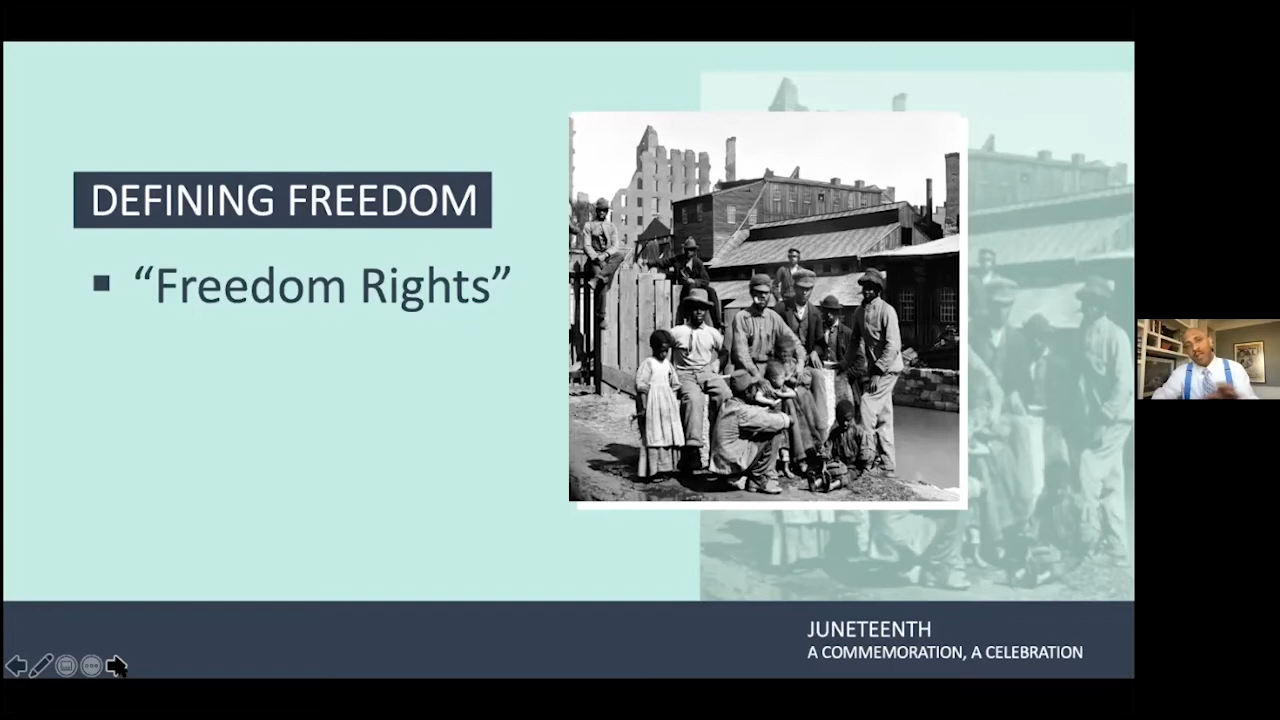 DEFINING FREEDOM
▪ “Freedom Rights”
JUNETEENTH
A COMMEMORATION, A CELEBRATION